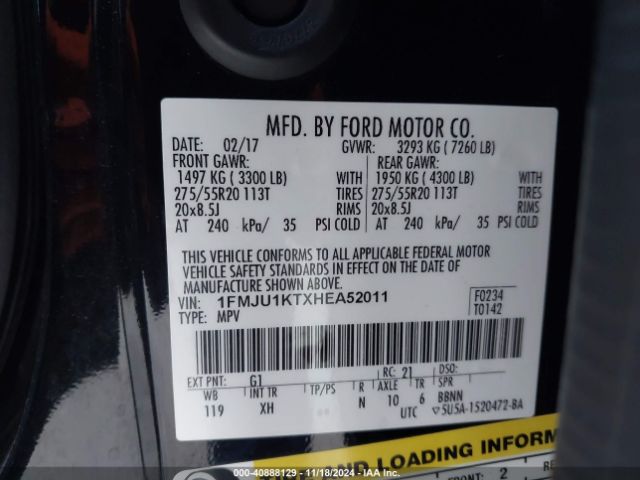 MFD. BY FORD MOTOR CO.
DATE: 02/17 GVWR: 3293 KG ( 7260 LB)
FRONT GAWR: REAR GAWR:
1497 KG ( 3300 LB) WITH 1950 KG ( 4300 LB) WITH
275/55R20 113T TIRES 275/55R20 113T TIRES
20x8.5J RIMS 20x8.5J RIMS
AT 240 kPa/ 35 PSI COLD AT 240 kPa/ 35 PSI COLD
THIS VEHICLE CONFORMS TO ALL APPLICABLE FEDERAL MOTOR
VEHICLE SAFETY STANDARDS IN EFFECT ON THE DATE OF
MANUFACTURE SHOWN ABOVE.
VIN: 1FMJU1KTXHEA52011 F0234
TYPE: MPV T0142
EXT PNT: G1 RC: 21 DSO:
WB INT TR TP/PS R AXLE TR SPR
119 XH N 10 6 BBNN
UTC ▽5U5A-1520472-BA
AND LOADING INFORM
FRONT: 2
000-40888129 - 11/18/2024 - IAA Inc.